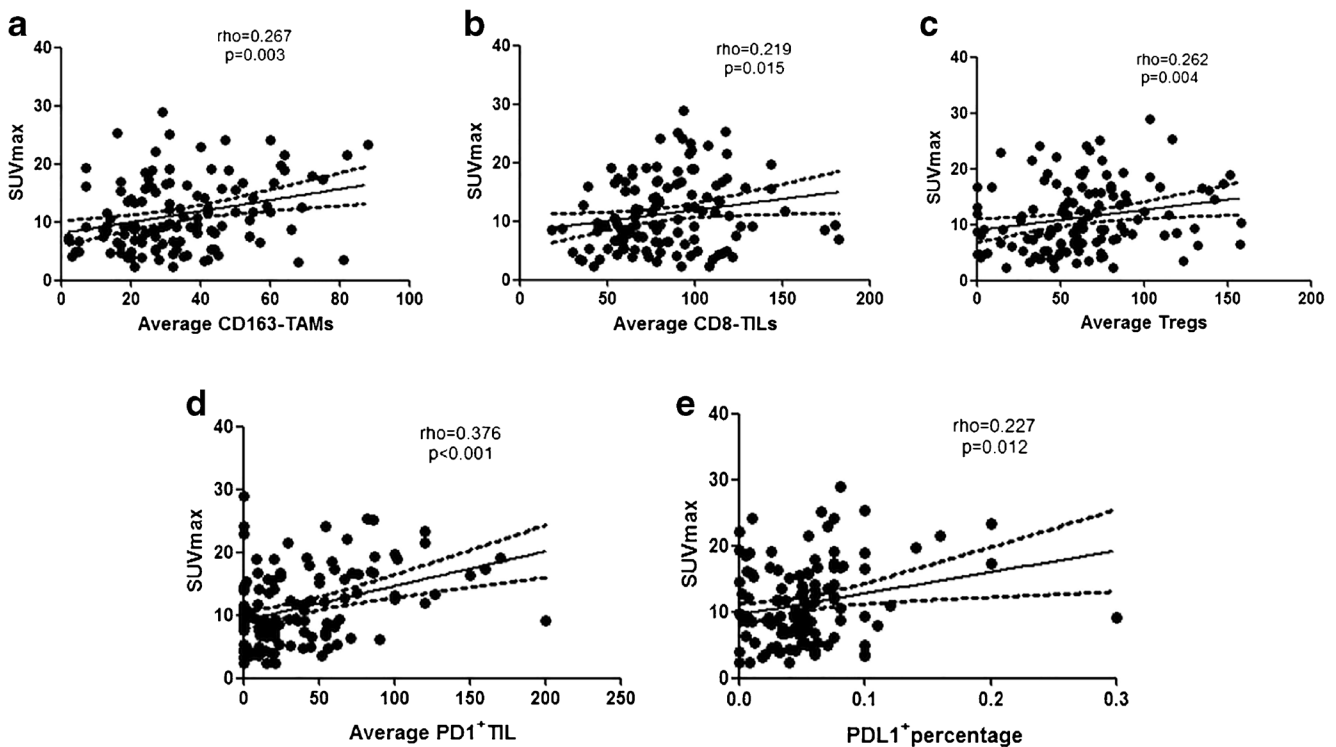 a
rho=0.267
p=0.003
SUVmax
40
30
20
10
0
0 20 40 60 80 100
Average CD163-TAMs
b
rho=0.219
p=0.015
SUVmax
40
30
20
10
0
0 50 100 150 200
Average CD8-TILs
c
rho=0.262
p=0.004
SUVmax
40
30
20
10
0
0 50 100 150 200
Average Tregs
d
rho=0.376
p<0.001
SUVmax
40
30
20
10
0
0 50 100 150 200 250
Average PD1⁺TIL
e
rho=0.227
p=0.012
SUVmax
40
30
20
10
0
0.0 0.1 0.2 0.3
PDL1⁺percentage